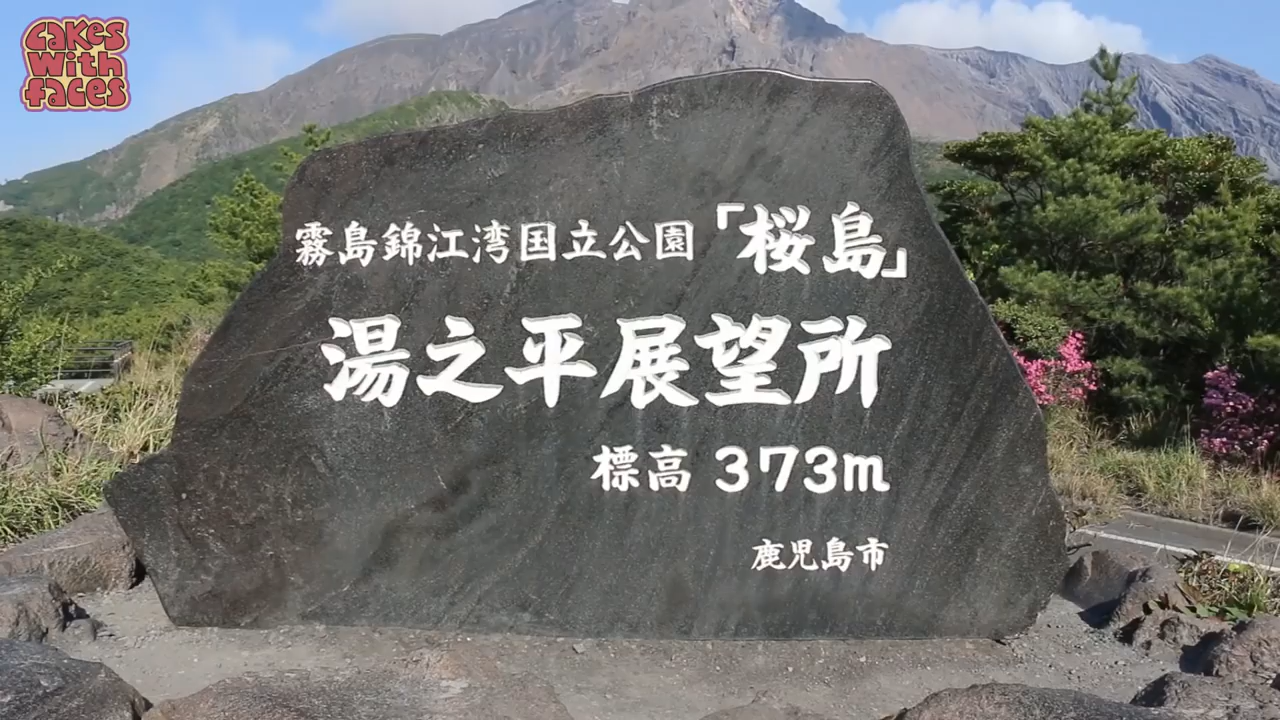 cakes
with
faces
霧島錦江湾国立公園「桜島」
湯之平展望所
標高 373m
鹿児島市